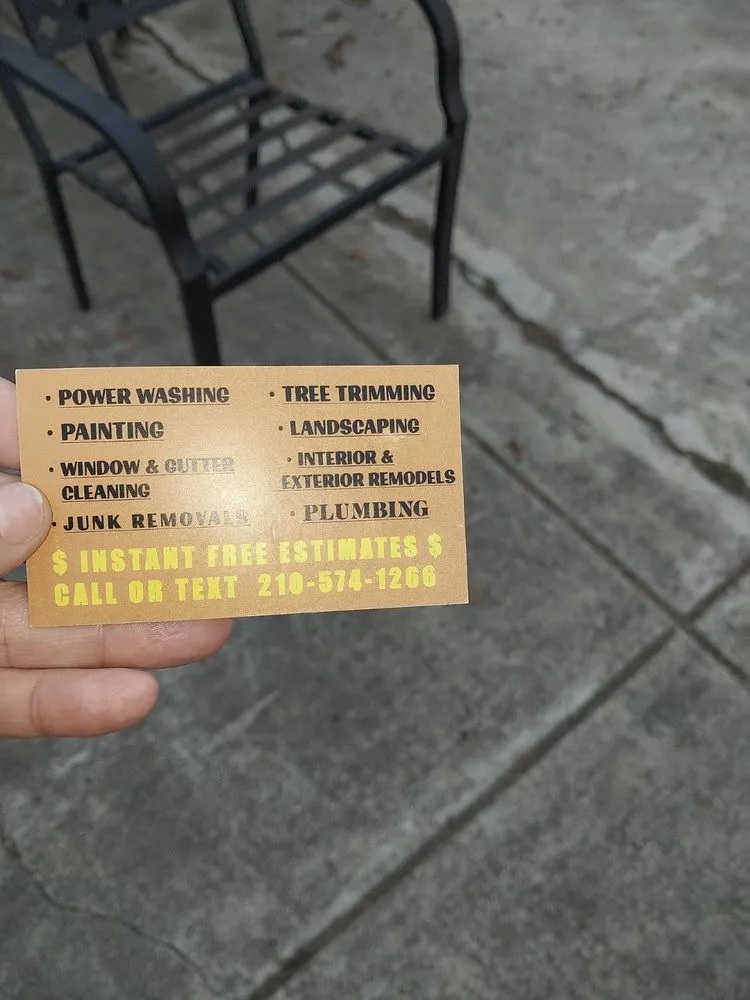 • POWER WASHING
• PAINTING
• WINDOW & GUTTER
CLEANING
• JUNK REMOVALS
• TREE TRIMMING
• LANDSCAPING
• INTERIOR &
EXTERIOR REMODELS
• PLUMBING
$ INSTANT FREE ESTIMATES $
CALL OR TEXT 210-574-1266